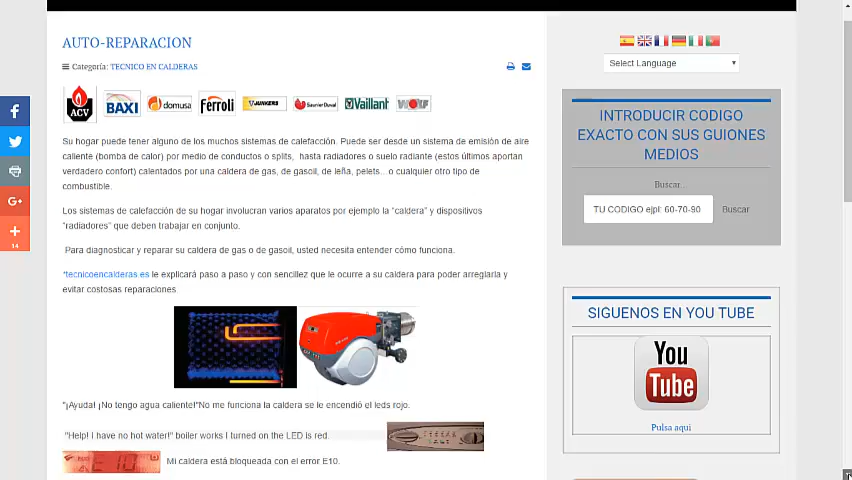 AUTO-REPARACION
Categoría: TECNICO EN CALDERAS
ACV BAXI domusa Ferroli JUNKERS Saunier Duval Vaillant WOLF
Su hogar puede tener alguno de los muchos sistemas de calefacción. Puede ser desde un sistema de emisión de aire
caliente (bomba de calor) por medio de conductos o splits, hasta radiadores o suelo radiante (estos últimos aportan
verdadero confort) calentados por una caldera de gas, de gasoil, de leña, pelets... o cualquier otro tipo de
combustible.
Los sistemas de calefacción de su hogar involucran varios aparatos por ejemplo la "caldera" y dispositivos
"radiadores" que deben trabajar en conjunto.
Para diagnosticar y reparar su caldera de gas o de gasoil, usted necesita entender cómo funciona.
"tecnicoencalderas.es le explicará paso a paso y con sencillez que le ocurre a su caldera para poder arreglarla y
evitar costosas reparaciones
"¡Ayuda! ¡No tengo agua caliente!"No me funciona la caldera se le encendió el leds rojo.
"Help! I have no hot water!" boiler works I turned on the LED is red.
E10
Mi caldera está bloqueada con el error E10.
14
Select Language
INTRODUCIR CODIGO
EXACTO CON SUS GUIONES
MEDIOS
Buscar...
TU CODIGO ejpl: 60-70-90
Buscar
SIGUENOS EN YOU TUBE
You
Tube
Pulsa aqui